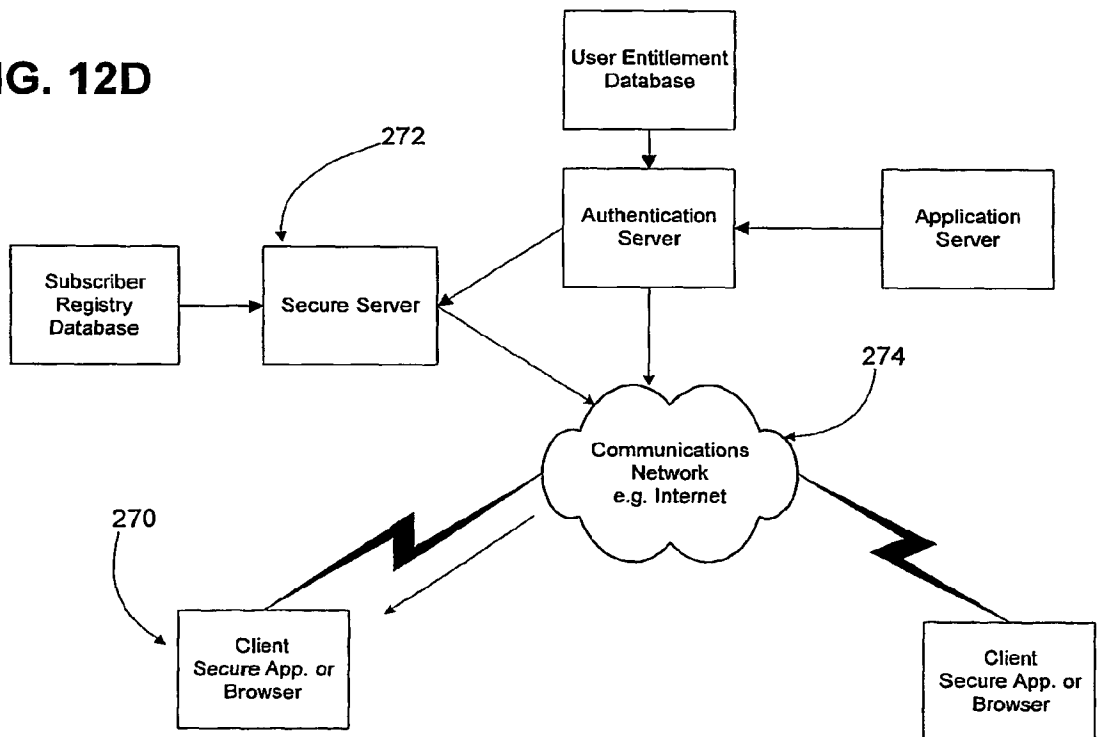 IG. 12D
User Entitlement
Database
272
Authentication
Server
Application
Server
Subscriber
Registry
Database
Secure Server
274
Communications
Network
e.g. Internet
270
Client
Secure App. or
Browser
Client
Secure App. or
Browser